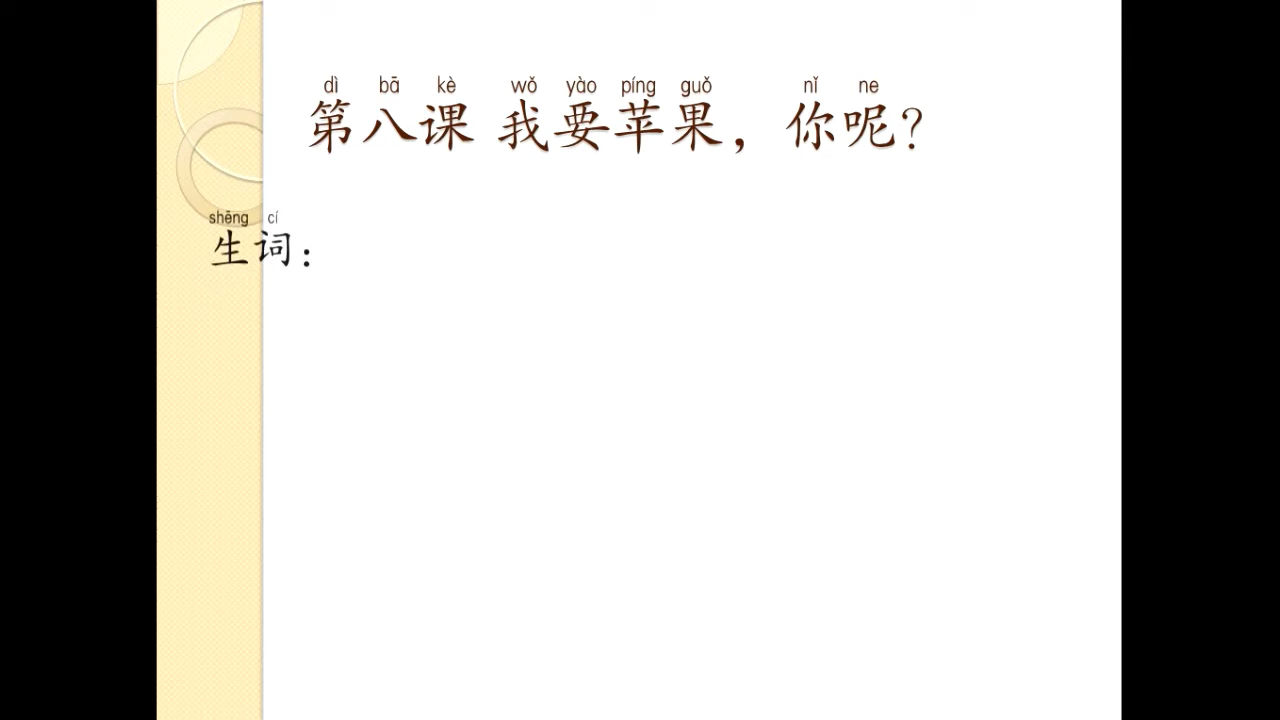 dì bā kè wǒ yào píng guǒ nǐ ne
第八课 我要苹果，你呢？
shēng cí
生词：